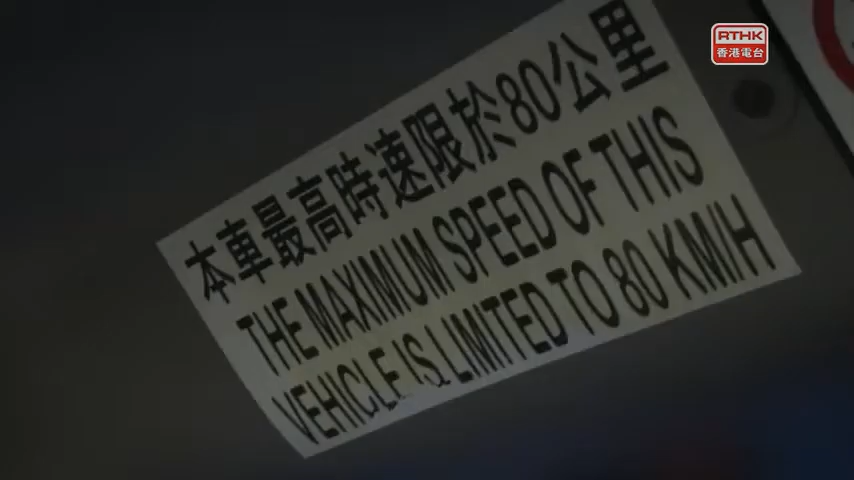 RTHK
香港電台
本車最高時速限於80公里
THE MAXIMUM SPEED OF THIS
VEHICLE IS LIMITED TO 80 KM/H